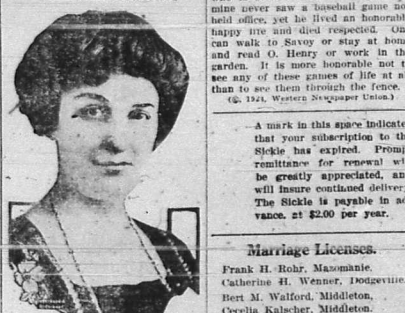 mine never saw a baseball game no
held office, yet he lived an honorabl
happy life and died respected. On
can walk to Savoy or stay at hom
and read O. Henry or work in th
garden. It is more honorable not t
see any of these games of life at a
than to see them through the fence.
(©, 1924, Western Newspaper Union.)
A mark in this space indicate
that your subscription to th
Sickle has expired. Promp
remittance for renewal wi
be greatly appreciated, an
will insure continued deliver
The Sickle is payable in ad
vance, at $2.00 per year.
Marriage Licenses.
Frank H. Rohr, Mazomanie,
Catherine H. Wenner, Dodgeville
Bert M. Walford, Middleton,
Cecelia Kalscher, Middleton.